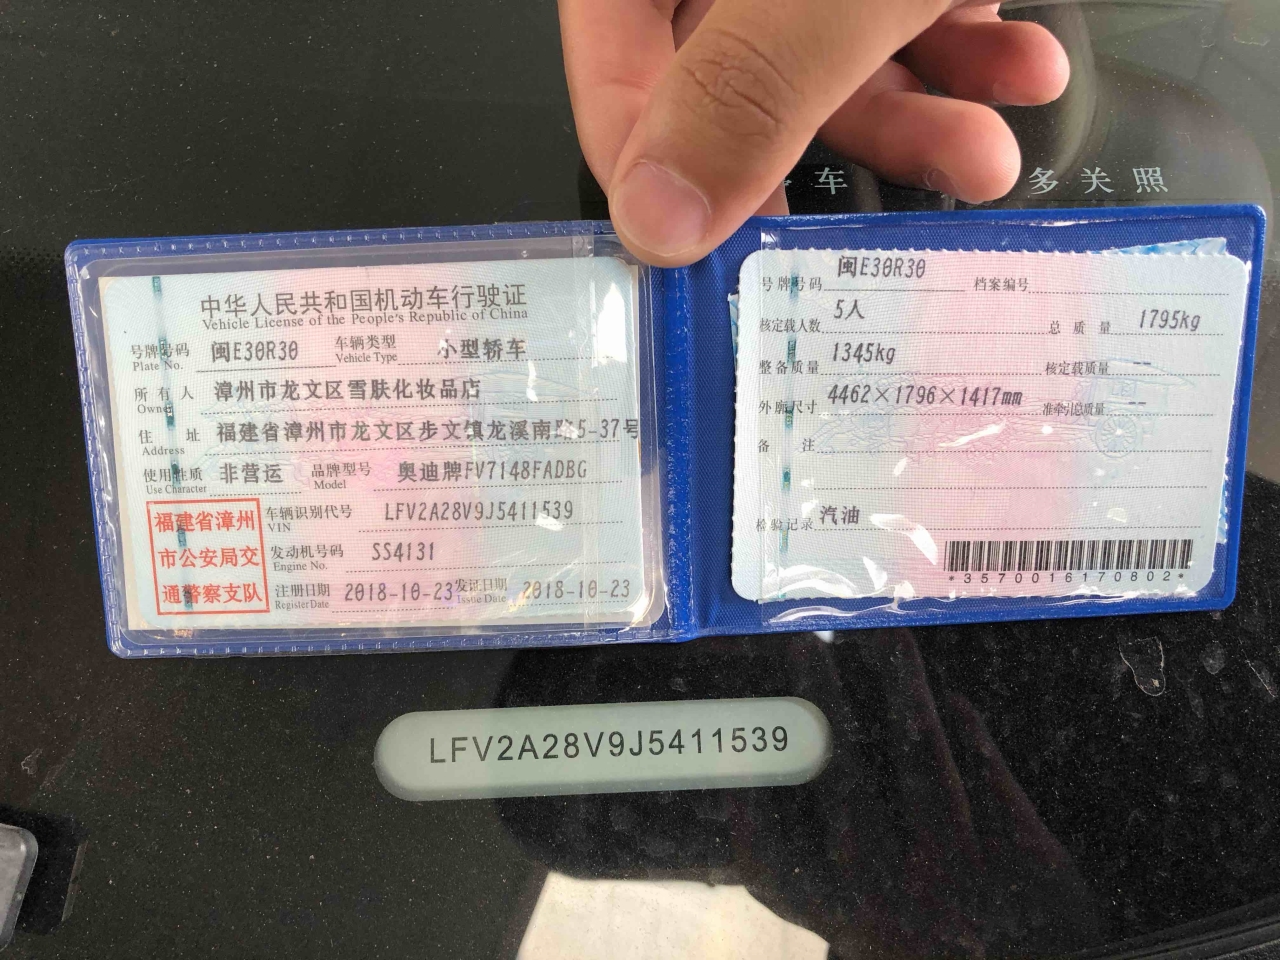 车
多关照
中华人民共和国机动车行驶证
Vehicle License of the People's Republic of China
号牌号码 闽E30R30 车辆类型 小型轿车
Plate No. Vehicle Type
所有人 漳州市龙文区雪肤化妆品店
Owner
住址 福建省漳州市龙文区步文镇龙溪南路5-37号
Address
使用性质 非营运 品牌型号 奥迪牌FV7148FADBG
Use Character Model
福建省漳州
市公安局交
通警察支队
车辆识别代号 LFV2A28V9J5411539
VIN
发动机号码 SS4131
Engine No.
注册日期 2018-10-23 发证日期 2018-10-23
Register Date Issue Date
号牌号码 闽E30R30 档案编号
核定载人数 5人 总质量 1795kg
整备质量 1345kg 核定载质量 --
外廓尺寸 4462×1796×1417mm 准牵引总质量 --
备注
检验记录 汽油
*3570016170802*
LFV2A28V9J5411539